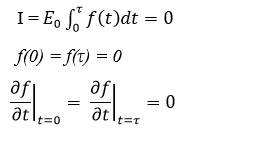 I = E₀ ∫₀^τ f(t)dt = 0
f(0) = f(τ) = 0
∂f/∂t|ₜ₌₀ = ∂f/∂t|ₜ₌τ = 0